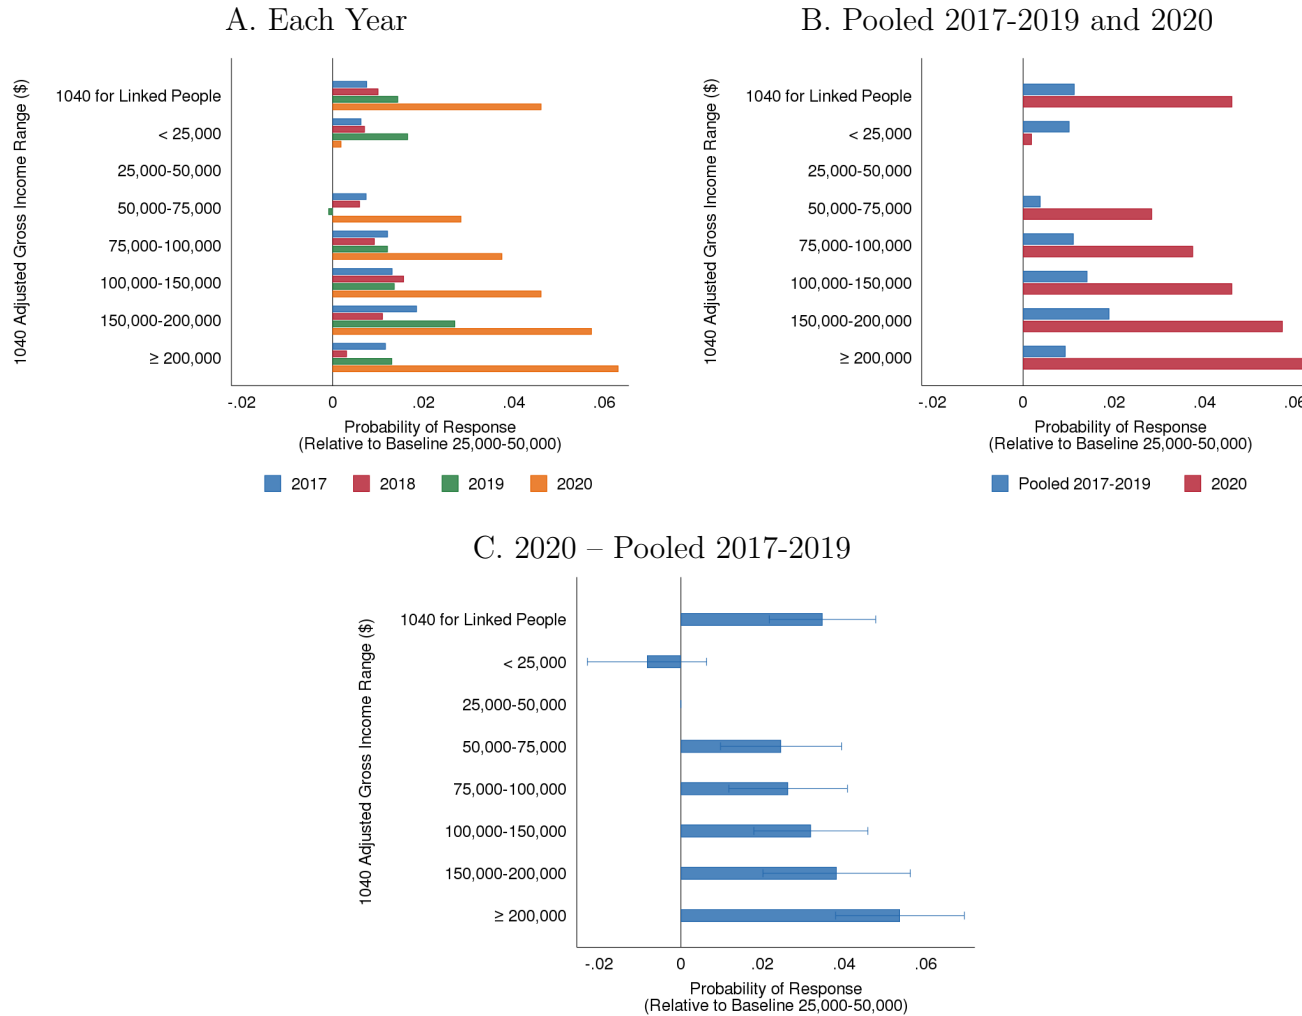 A. Each Year
1040 Adjusted Gross Income Range ($)
1040 for Linked People
< 25,000
25,000-50,000
50,000-75,000
75,000-100,000
100,000-150,000
150,000-200,000
≥ 200,000
-.02 0 .02 .04 .06
Probability of Response
(Relative to Baseline 25,000-50,000)
2017 2018 2019 2020
B. Pooled 2017-2019 and 2020
1040 Adjusted Gross Income Range ($)
1040 for Linked People
< 25,000
25,000-50,000
50,000-75,000
75,000-100,000
100,000-150,000
150,000-200,000
≥ 200,000
-.02 0 .02 .04 .06
Probability of Response
(Relative to Baseline 25,000-50,000)
Pooled 2017-2019 2020
C. 2020 – Pooled 2017-2019
1040 Adjusted Gross Income Range ($)
1040 for Linked People
< 25,000
25,000-50,000
50,000-75,000
75,000-100,000
100,000-150,000
150,000-200,000
≥ 200,000
-.02 0 .02 .04 .06
Probability of Response
(Relative to Baseline 25,000-50,000)